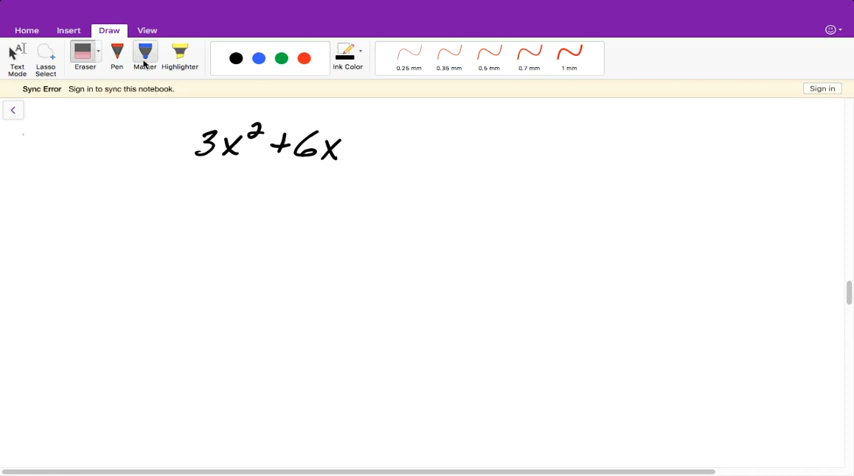 Home Insert Draw View
Text Mode Lasso Select Eraser Pen Marker Highlighter Ink Color 0.25 mm 0.35 mm 0.5 mm 0.7 mm 1 mm
Sync Error Sign in to sync this notebook. Sign in
3x² + 6x